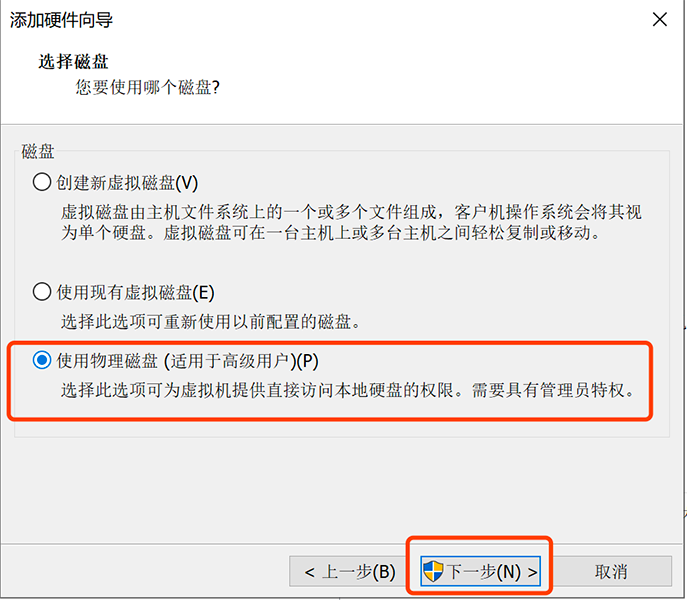 添加硬件向导
选择磁盘
您要使用哪个磁盘?
磁盘
创建新虚拟磁盘(V)
虚拟磁盘由主机文件系统上的一个或多个文件组成，客户机操作系统会将其视
为单个硬盘。虚拟磁盘可在一台主机上或多台主机之间轻松复制或移动。
使用现有虚拟磁盘(E)
选择此选项可重新使用以前配置的磁盘。
使用物理磁盘 (适用于高级用户)(P)
选择此选项可为虚拟机提供直接访问本地硬盘的权限。需要具有管理员特权。
< 上一步(B)
下一步(N) >
取消